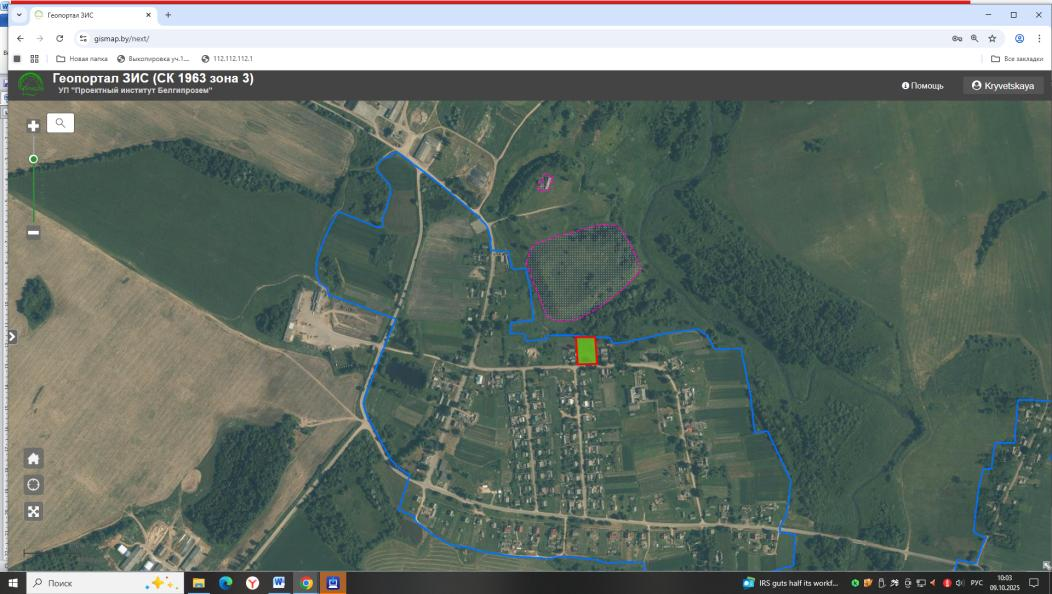 Геопортал ЗИС
gismap.by/next/
Новая папка
Выкопировка уч.1...
112.112.112.1
Все закладки
Геопортал ЗИС (СК 1963 зона 3)
УП "Проектный институт Белгипрозем"
Помощь
Kryvetskaya
Поиск
IRS guts half its workf...
РУС
10:03
09.10.2025